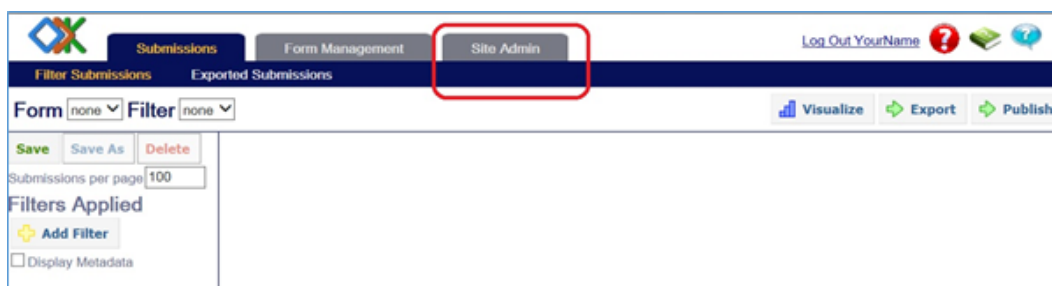 Submissions Form Management Site Admin Log Out YourName
Filter Submissions Exported Submissions
Form none Filter none Visualize Export Publish
Save Save As Delete
Submissions per page 100
Filters Applied
Add Filter
Display Metadata